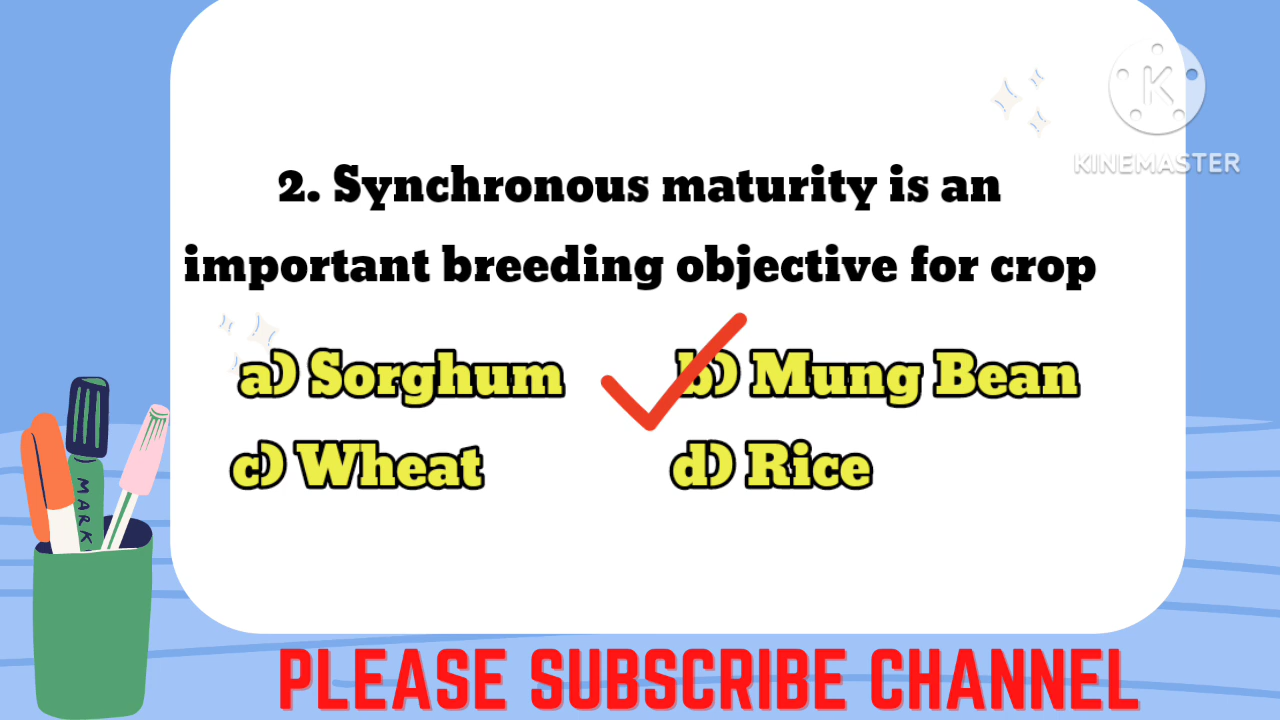 KINEMASTER
2. Synchronous maturity is an
important breeding objective for crop
a) Sorghum
b) Mung Bean
c) Wheat
d) Rice
MARK
PLEASE SUBSCRIBE CHANNEL